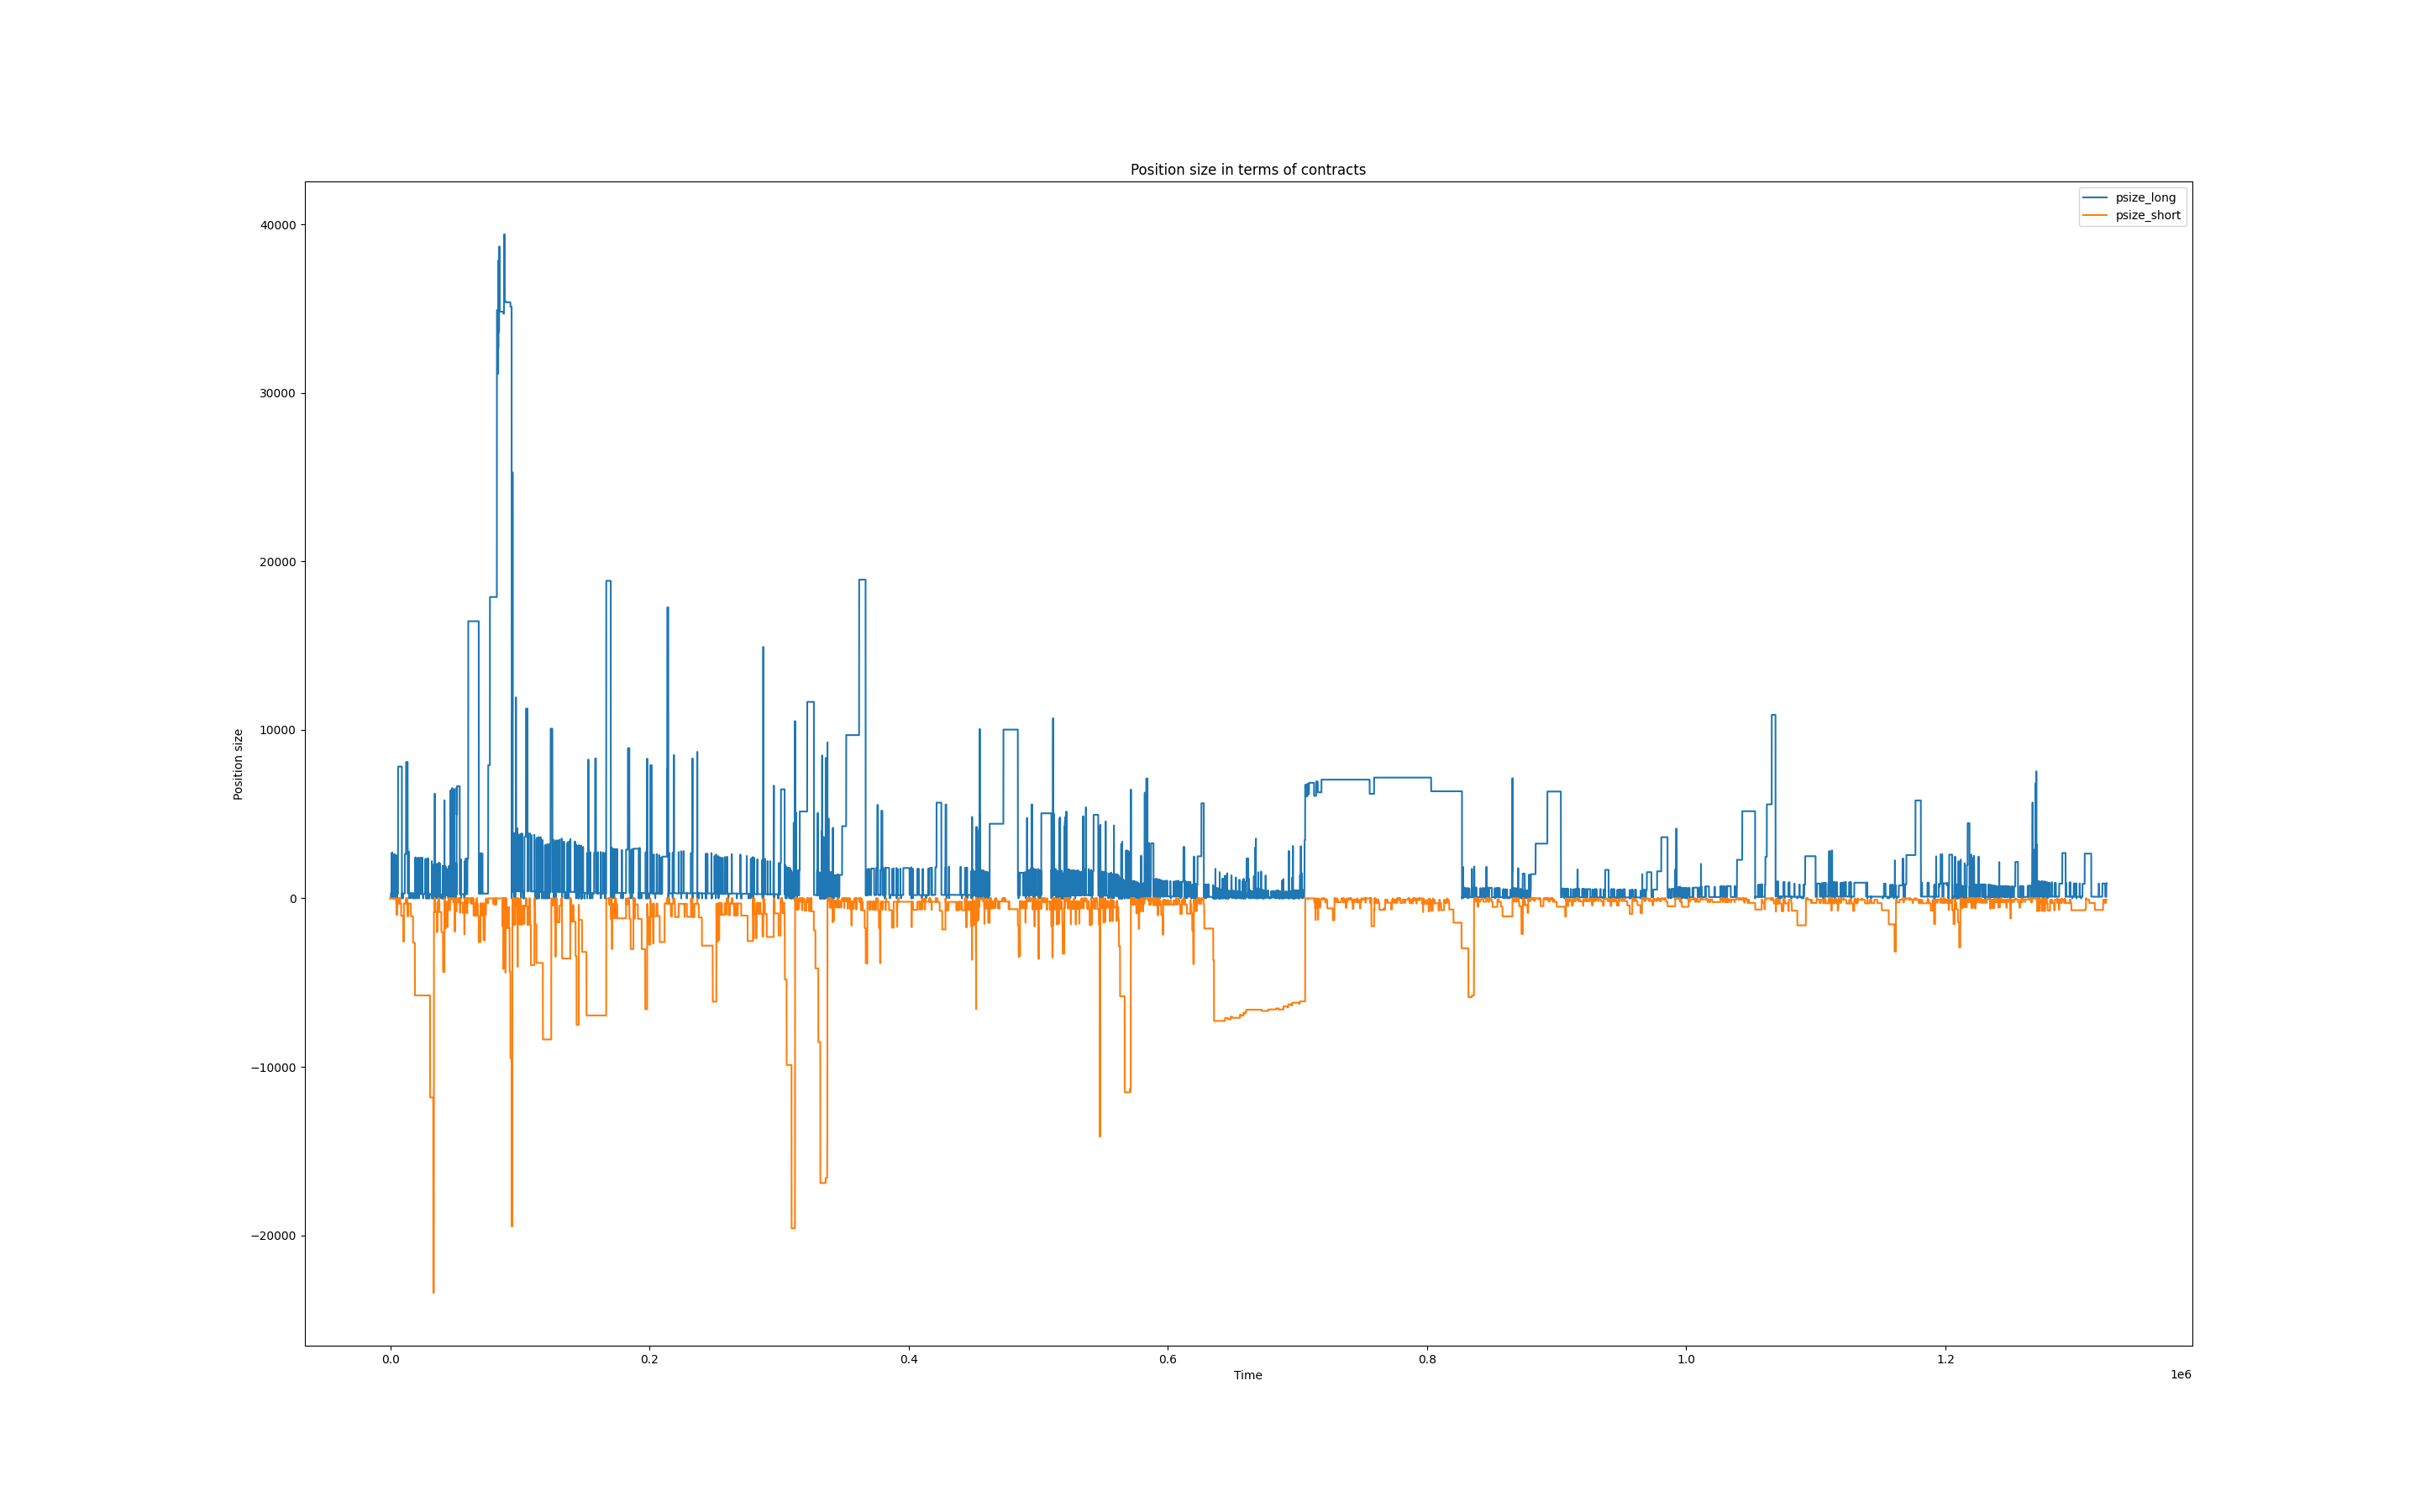 Position size in terms of contracts
psize_long
psize_short
40000
30000
20000
10000
0
−10000
−20000
Position size
0.0 0.2 0.4 0.6 0.8 1.0 1.2
Time
1e6